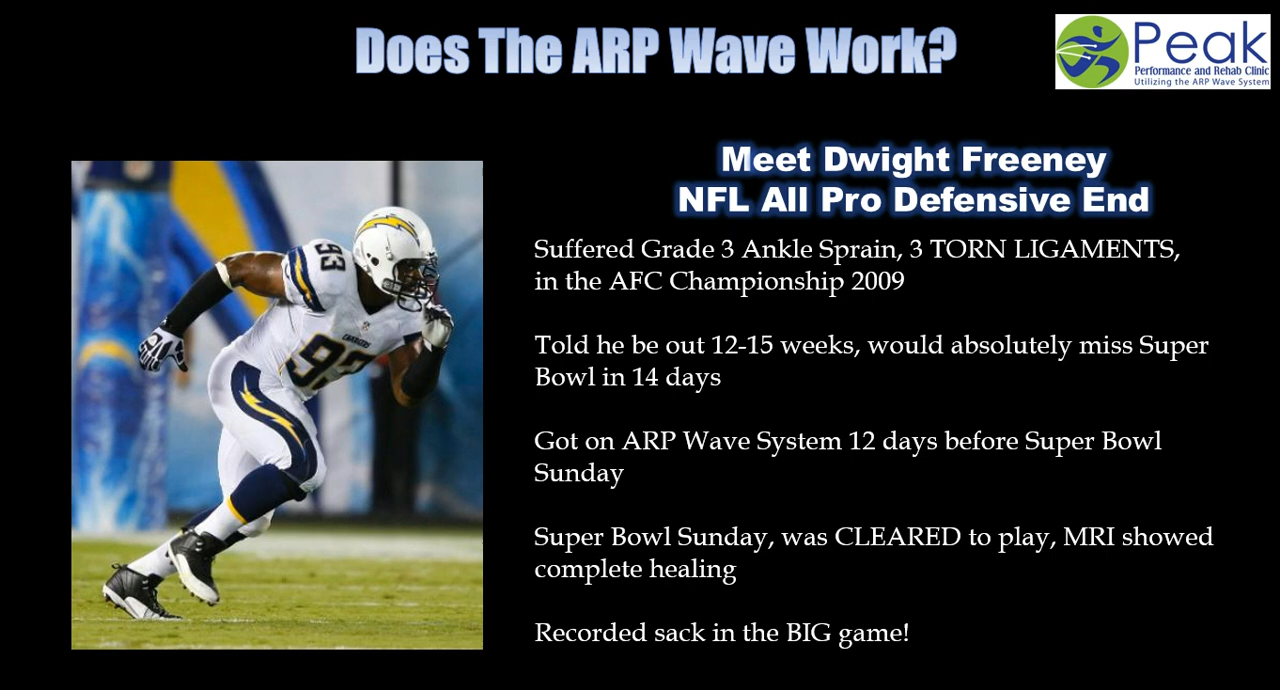 Does The ARP Wave Work?
Peak
Performance and Rehab Clinic
Utilizing the ARP Wave System
Meet Dwight Freeney
NFL All Pro Defensive End
Suffered Grade 3 Ankle Sprain, 3 TORN LIGAMENTS,
in the AFC Championship 2009
Told he be out 12-15 weeks, would absolutely miss Super
Bowl in 14 days
Got on ARP Wave System 12 days before Super Bowl
Sunday
Super Bowl Sunday, was CLEARED to play, MRI showed
complete healing
Recorded sack in the BIG game!
93
CHARGERS
93